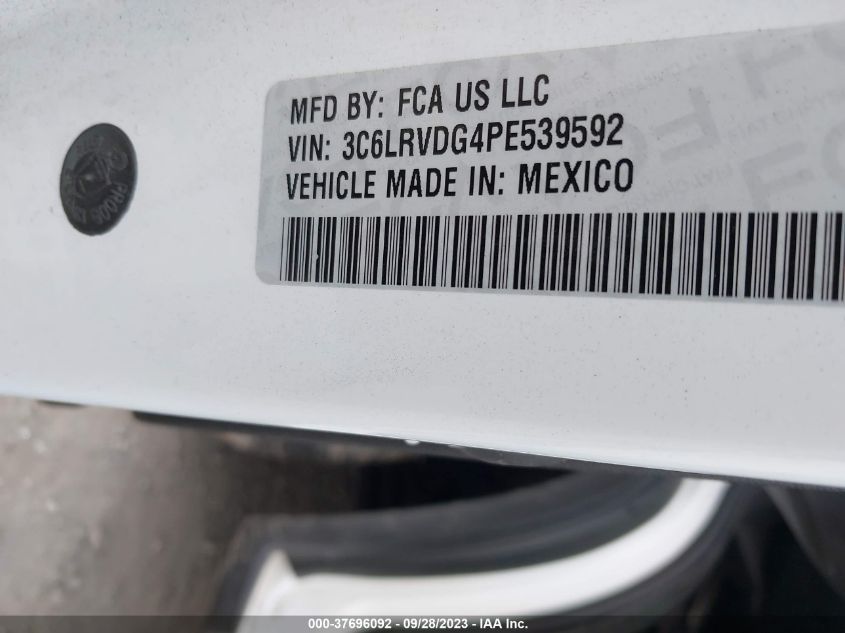 MFD BY: FCA US LLC
VIN: 3C6LRVDG4PE539592
VEHICLE MADE IN: MEXICO
000-37696092 - 09/28/2023 - IAA Inc.